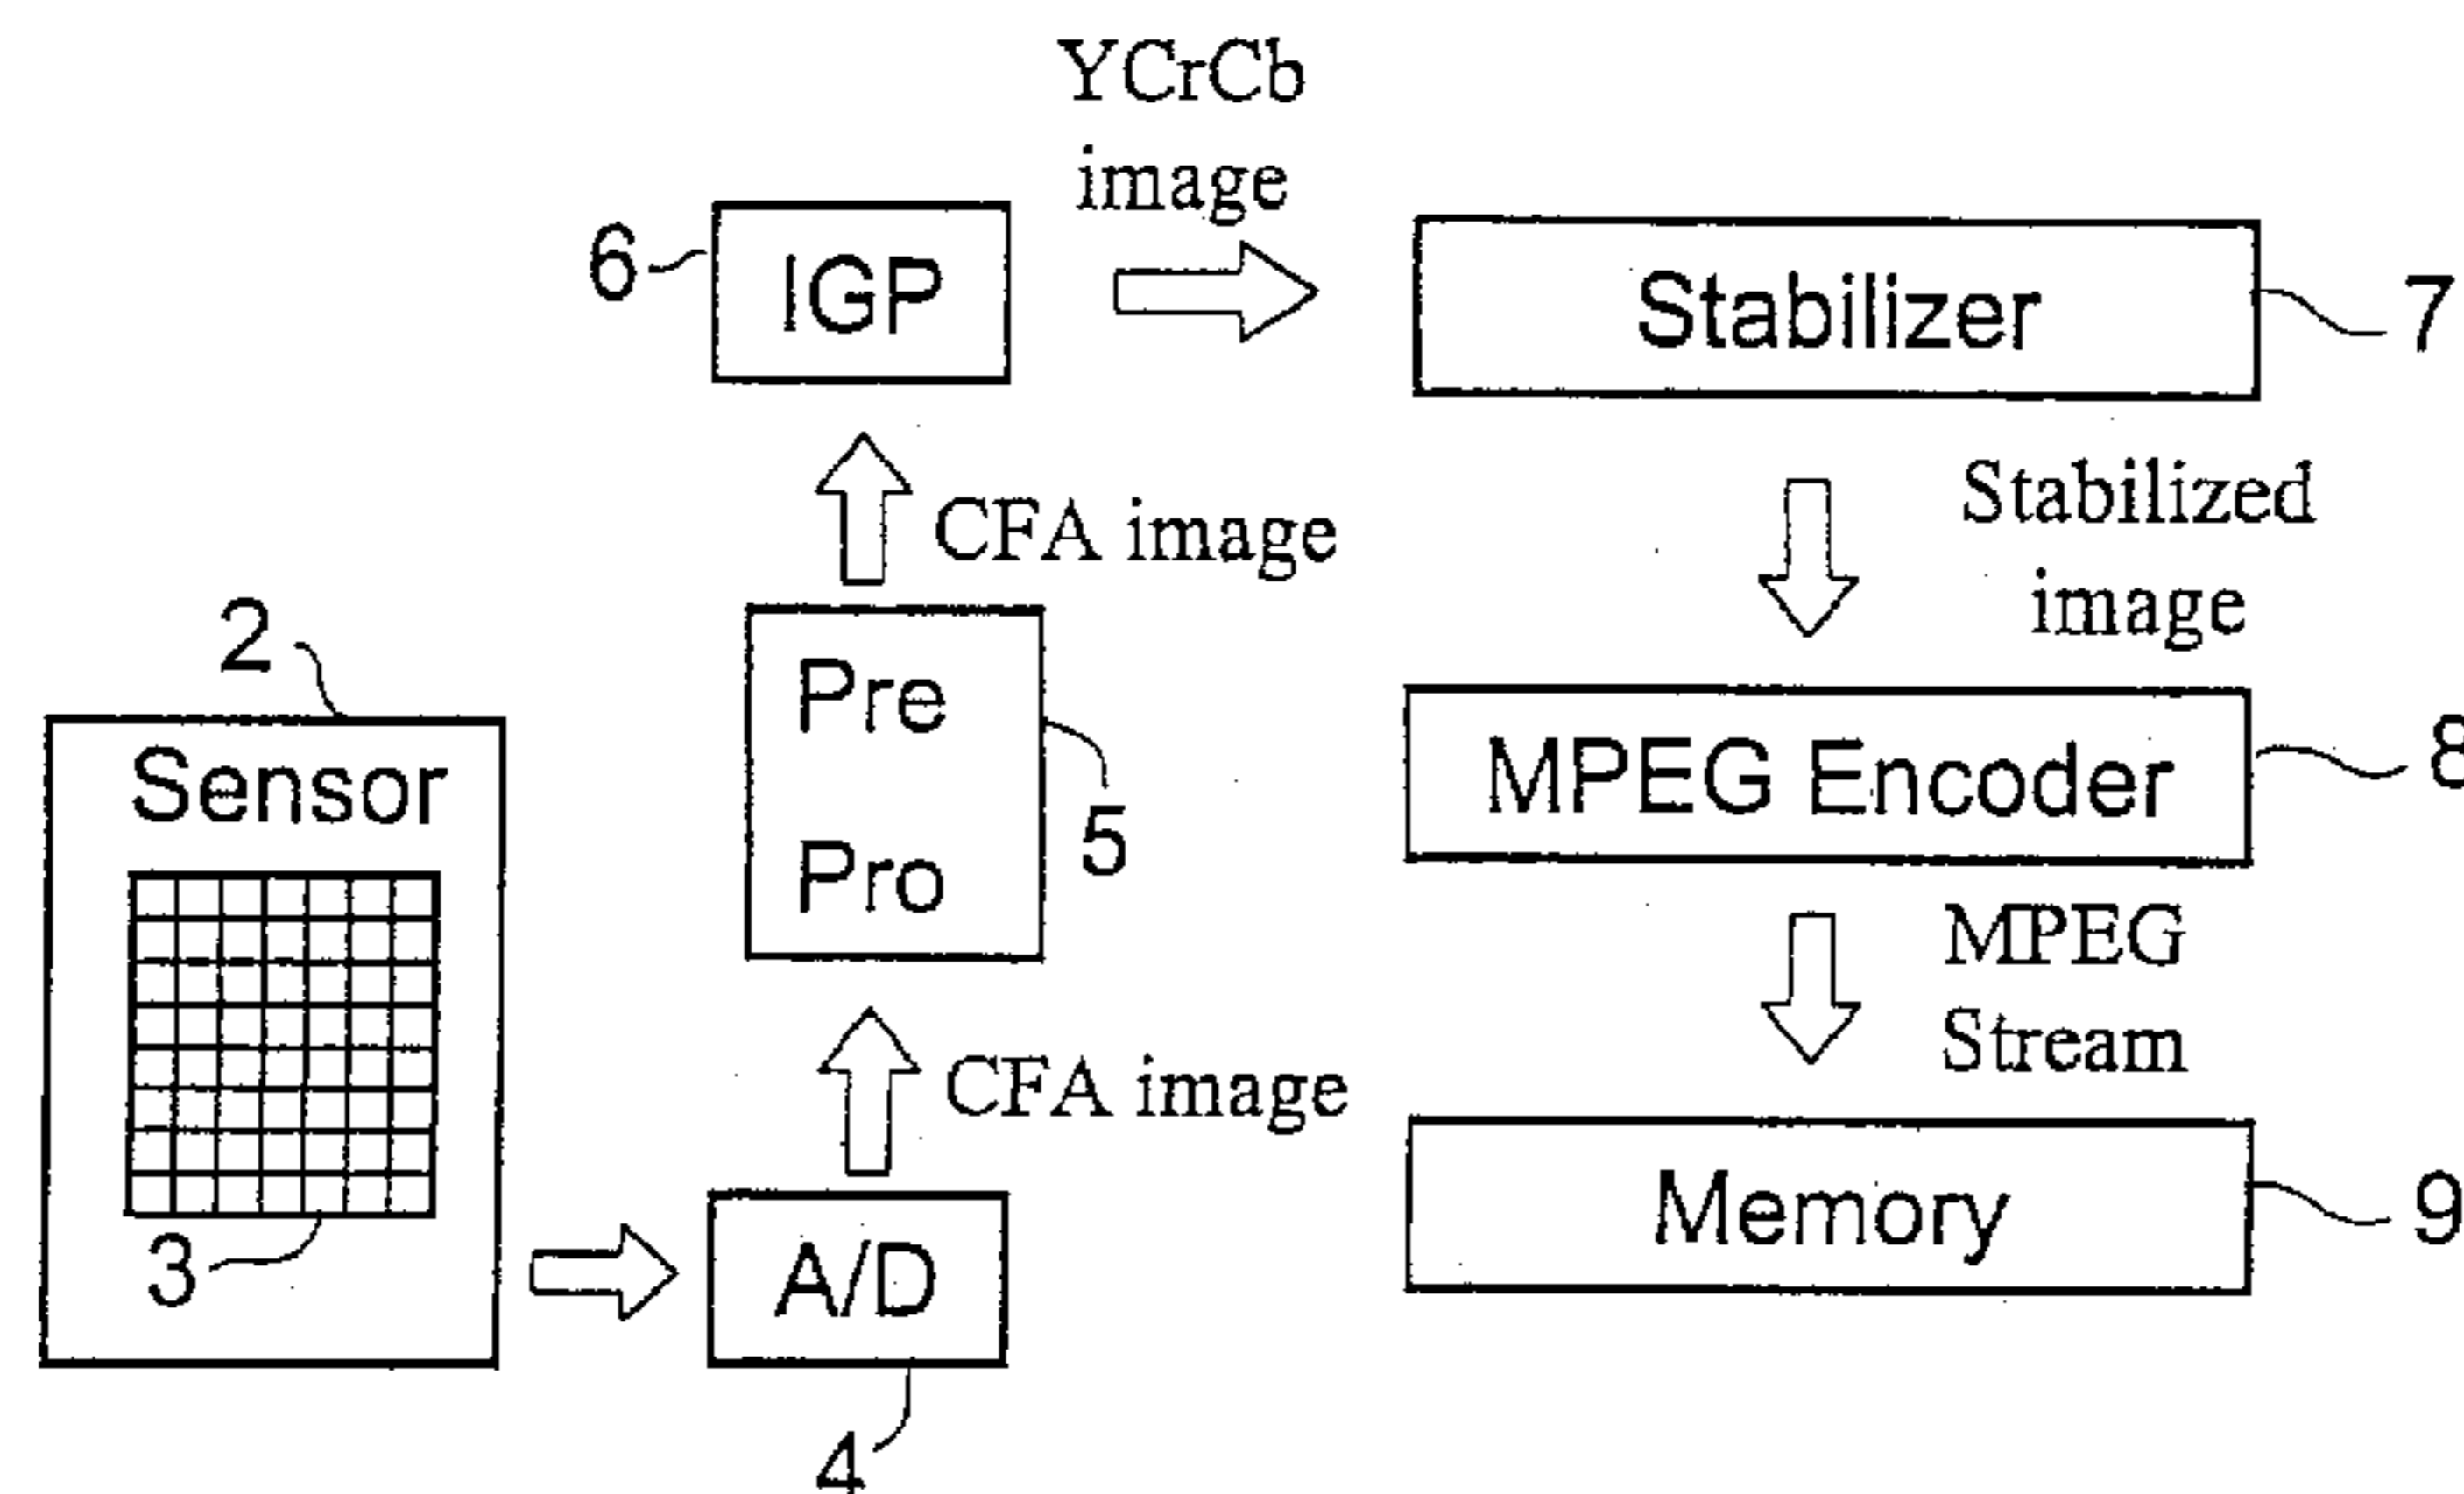 YCrCb
image
6
IGP
Stabilizer
7
CFA image
Stabilized
image
2
Sensor
Pre
Pro
5
MPEG Encoder
8
MPEG
Stream
CFA image
3
A/D
4
Memory
9